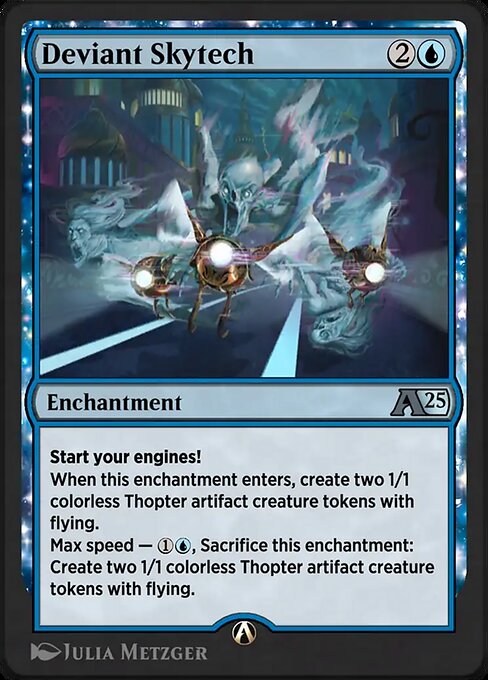 Deviant Skytech 2
Enchantment A25
Start your engines!
When this enchantment enters, create two 1/1
colorless Thopter artifact creature tokens with
flying.
Max speed — 1, Sacrifice this enchantment:
Create two 1/1 colorless Thopter artifact creature
tokens with flying.
Julia Metzger